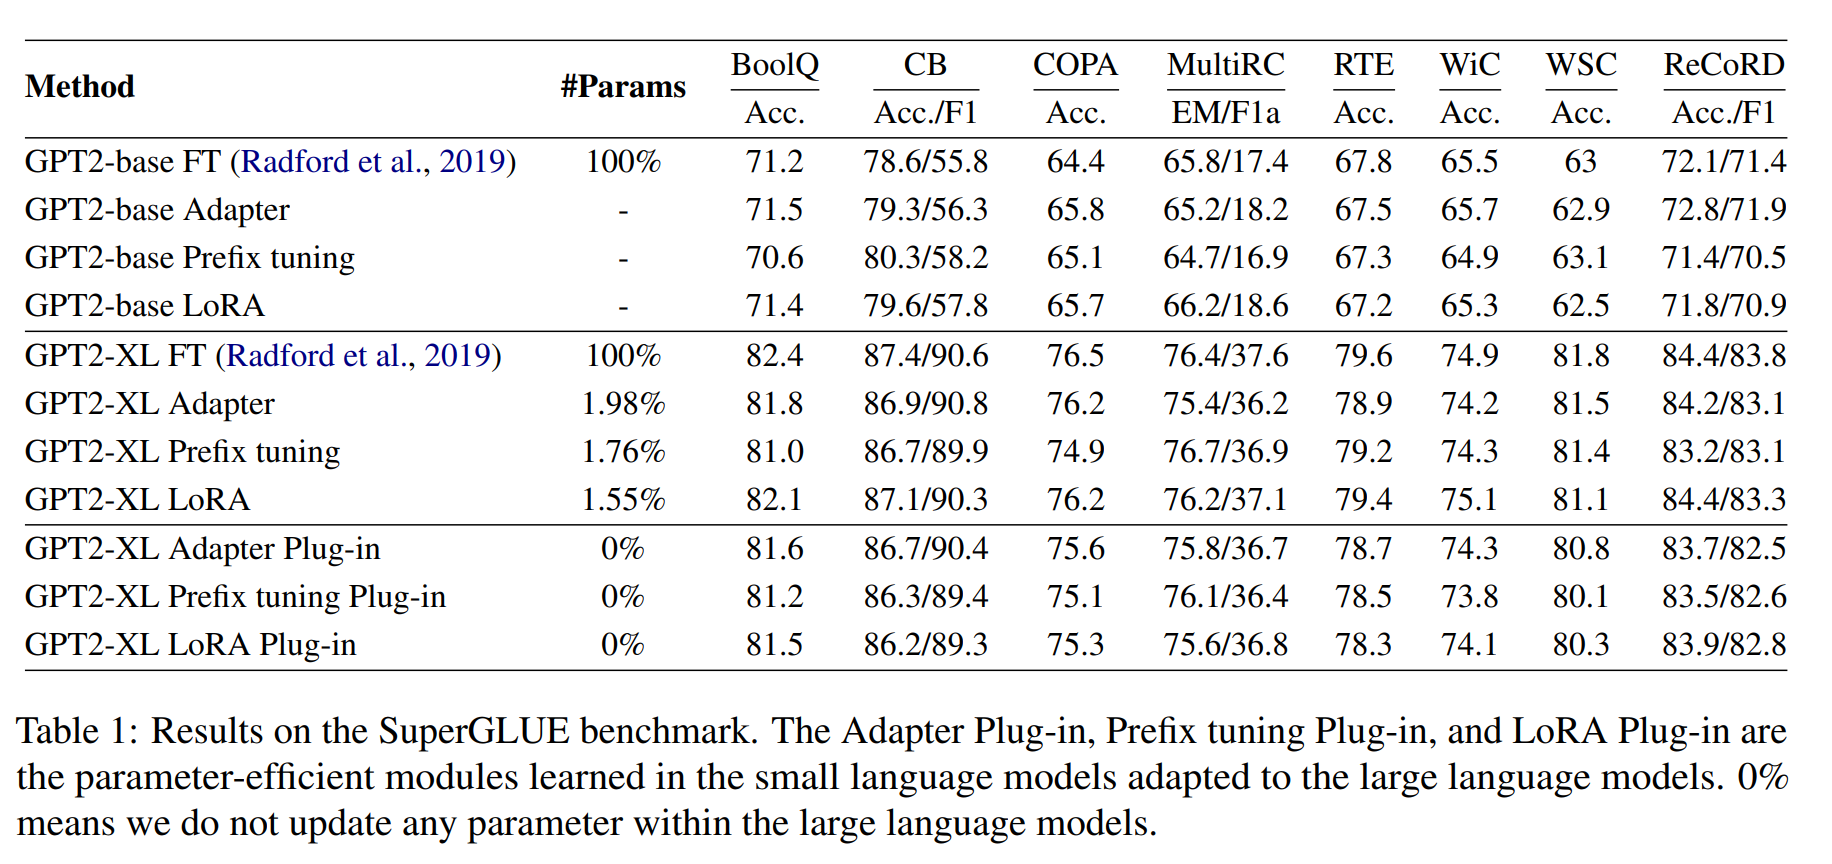 Method #Params BoolQ CB COPA MultiRC RTE WiC WSC ReCoRD
Acc. Acc./F1 Acc. EM/F1a Acc. Acc. Acc. Acc./F1
GPT2-base FT (Radford et al., 2019) 100% 71.2 78.6/55.8 64.4 65.8/17.4 67.8 65.5 63 72.1/71.4
GPT2-base Adapter - 71.5 79.3/56.3 65.8 65.2/18.2 67.5 65.7 62.9 72.8/71.9
GPT2-base Prefix tuning - 70.6 80.3/58.2 65.1 64.7/16.9 67.3 64.9 63.1 71.4/70.5
GPT2-base LoRA - 71.4 79.6/57.8 65.7 66.2/18.6 67.2 65.3 62.5 71.8/70.9
GPT2-XL FT (Radford et al., 2019) 100% 82.4 87.4/90.6 76.5 76.4/37.6 79.6 74.9 81.8 84.4/83.8
GPT2-XL Adapter 1.98% 81.8 86.9/90.8 76.2 75.4/36.2 78.9 74.2 81.5 84.2/83.1
GPT2-XL Prefix tuning 1.76% 81.0 86.7/89.9 74.9 76.7/36.9 79.2 74.3 81.4 83.2/83.1
GPT2-XL LoRA 1.55% 82.1 87.1/90.3 76.2 76.2/37.1 79.4 75.1 81.1 84.4/83.3
GPT2-XL Adapter Plug-in 0% 81.6 86.7/90.4 75.6 75.8/36.7 78.7 74.3 80.8 83.7/82.5
GPT2-XL Prefix tuning Plug-in 0% 81.2 86.3/89.4 75.1 76.1/36.4 78.5 73.8 80.1 83.5/82.6
GPT2-XL LoRA Plug-in 0% 81.5 86.2/89.3 75.3 75.6/36.8 78.3 74.1 80.3 83.9/82.8
Table 1: Results on the SuperGLUE benchmark. The Adapter Plug-in, Prefix tuning Plug-in, and LoRA Plug-in are
the parameter-efficient modules learned in the small language models adapted to the large language models. 0%
means we do not update any parameter within the large language models.